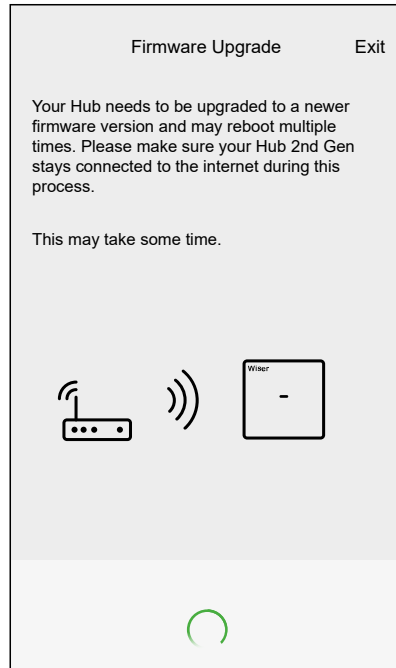 Firmware Upgrade Exit
Your Hub needs to be upgraded to a newer
firmware version and may reboot multiple
times. Please make sure your Hub 2nd Gen
stays connected to the internet during this
process.
This may take some time.
Wiser